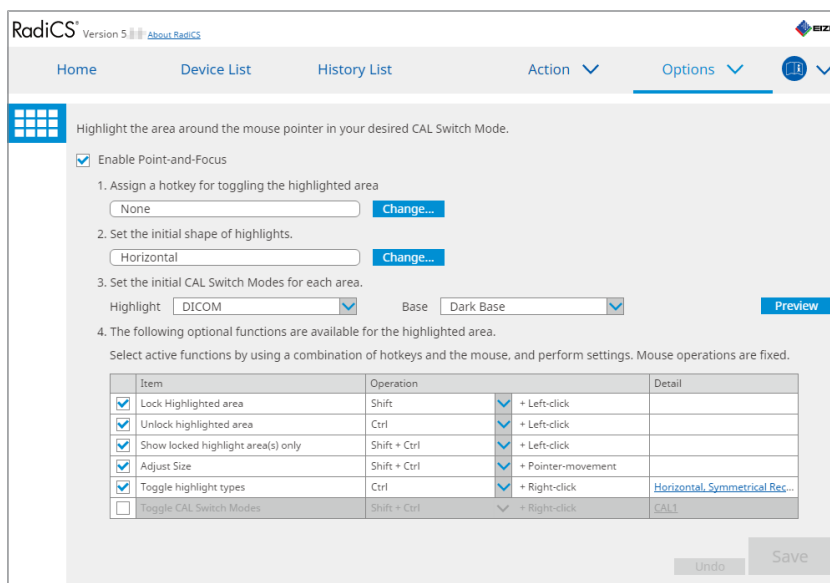 RadiCS® Version 5. About RadiCS
EIZ
Home Device List History List Action Options
Highlight the area around the mouse pointer in your desired CAL Switch Mode.
Enable Point-and-Focus
1. Assign a hotkey for toggling the highlighted area
None Change...
2. Set the initial shape of highlights.
Horizontal Change...
3. Set the initial CAL Switch Modes for each area.
Highlight DICOM Base Dark Base Preview
4. The following optional functions are available for the highlighted area.
Select active functions by using a combination of hotkeys and the mouse, and perform settings. Mouse operations are fixed.
Item Operation Detail
Lock Highlighted area Shift + Left-click
Unlock highlighted area Ctrl + Left-click
Show locked highlight area(s) only Shift + Ctrl + Left-click
Adjust Size Shift + Ctrl + Pointer-movement
Toggle highlight types Ctrl + Right-click Horizontal, Symmetrical Rec...
Toggle CAL Switch Modes Shift + Ctrl + Right-click CAL1
Undo Save